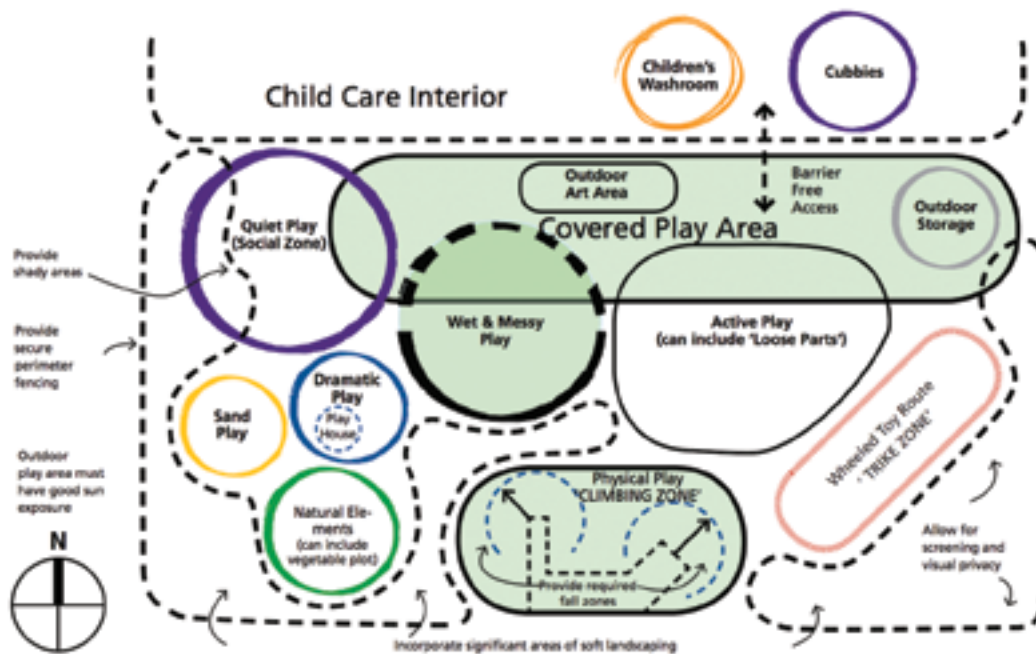 Child Care Interior
Children's
Washroom
Cubbies
Outdoor
Art Area
Barrier
Free
Access
Covered Play Area
Outdoor
Storage
Quiet Play
(Social Zone)
Provide
shady areas
Wet & Messy
Play
Active Play
(can include 'Loose Parts')
Provide
secure
perimeter
fencing
Dramatic
Play
Play
House
Sand
Play
Wheeled Toy Route
' TRIKE ZONE'
Outdoor
play area must
have good sun
exposure
Natural Ele-
ments
(can include
vegetable plot)
Physical Play
'CLIMBING ZONE'
Provide required
fall zones
Allow for
screening and
visual privacy
N
Incorporate significant areas of soft landscaping